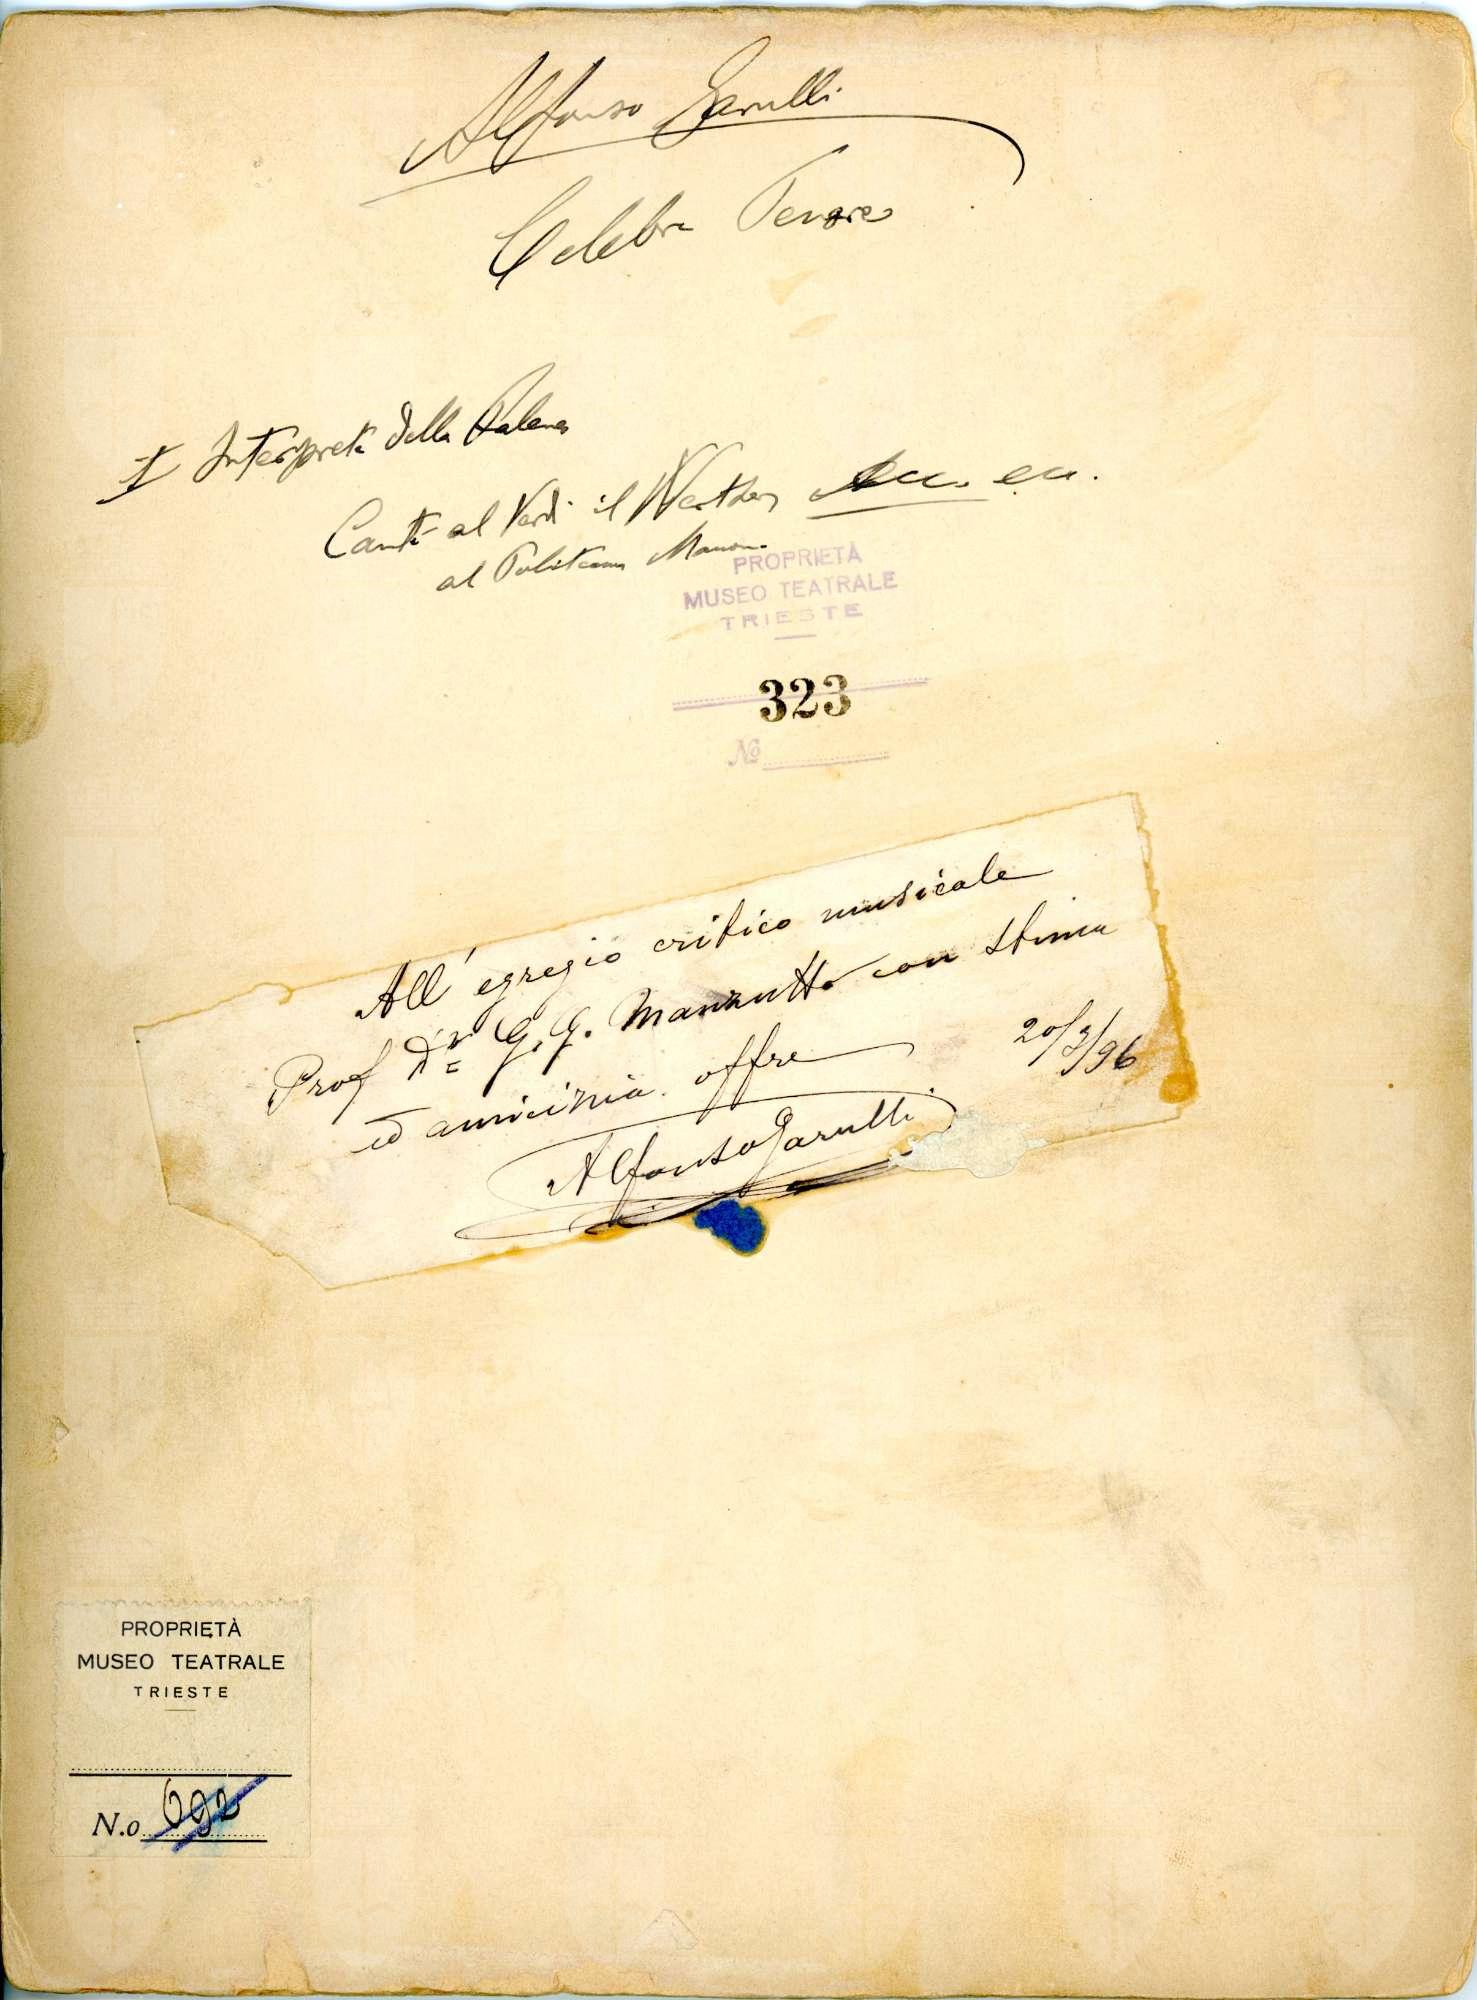 Alfonso Garulli
Celebre Tenore
I Interprete della
Cantò al Verdi il Werther ecc. ecc.
al Politeama Manon
PROPRIETÀ
MUSEO TEATRALE
TRIESTE
323
No
All' egregio critico musicale
Prof Dr G. G. Manzutto con stima
ed amicizia offre 20/3/96
Alfonso Garulli
PROPRIETÀ
MUSEO TEATRALE
TRIESTE
N.o 692